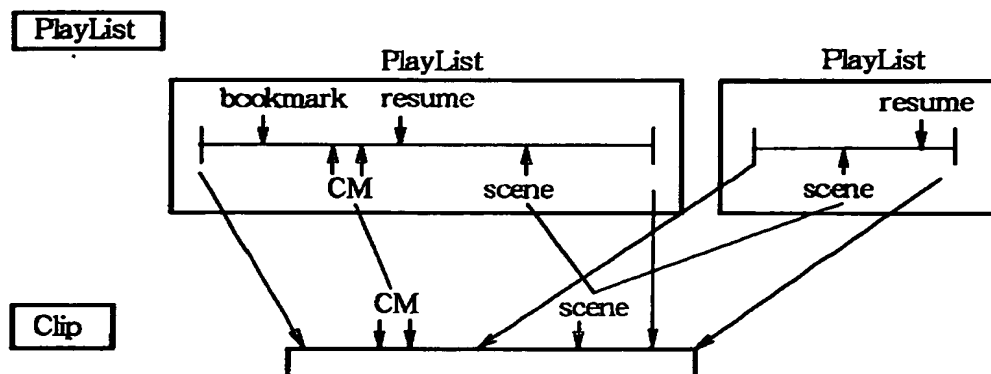 PlayList
PlayList
PlayList
bookmark resume
resume
CM
scene
scene
CM
scene
Clip